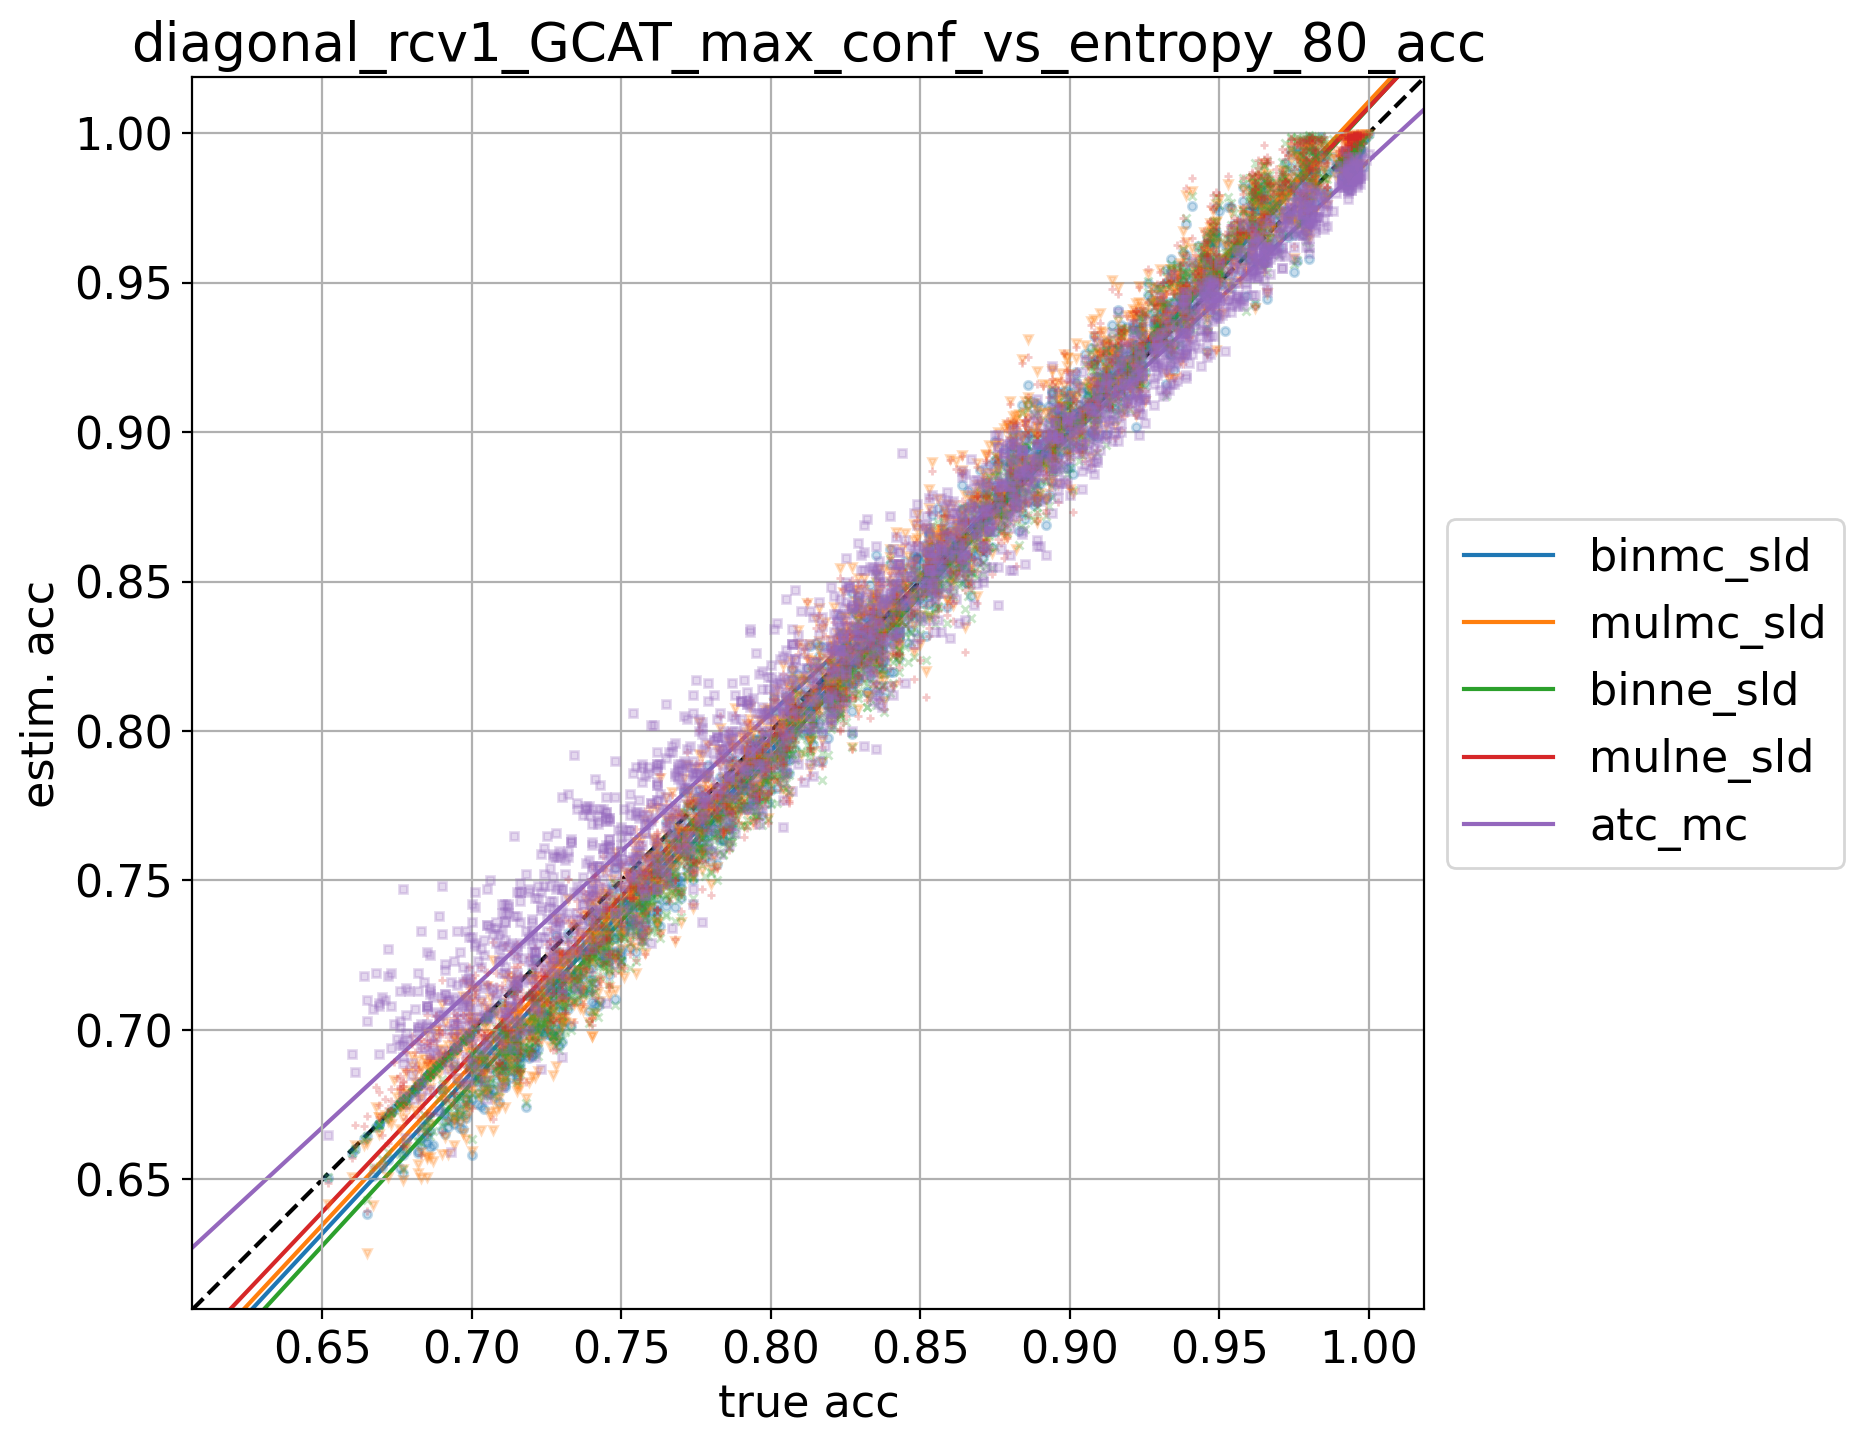 diagonal_rcv1_GCAT_max_conf_vs_entropy_80_acc
1.00
0.95
0.90
0.85
0.80
0.75
0.70
0.65
estim. acc
0.65 0.70 0.75 0.80 0.85 0.90 0.95 1.00
true acc
binmc_sld
mulmc_sld
binne_sld
mulne_sld
atc_mc